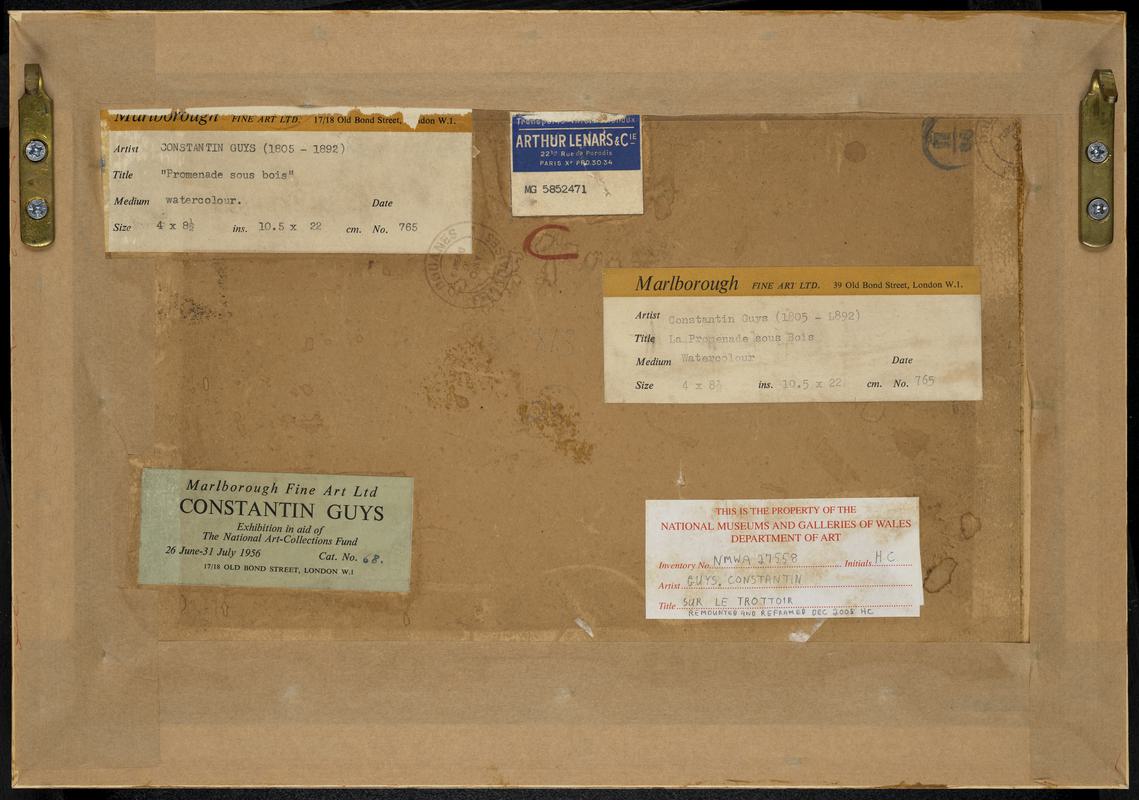 Marlborough FINE ART LTD. 17/18 Old Bond Street, London W.1.
Artist CONSTANTIN GUYS (1805 - 1892)
Title "Promenade sous bois"
Medium watercolour. Date
Size 4 x 8½ ins. 10.5 x 22 cm. No. 765
ARTHUR LENARS & CIE
22 Rue de Paradis
PARIS Xe PRO.30-34
MG 5852471
DOUANES
Marlborough FINE ART LTD. 39 Old Bond Street, London W.1.
Artist Constantin Guys (1805 - L892)
Title La Promenade sous Bois
Medium Watercolour Date
Size 4 x 8½ ins. 10.5 x 22 cm. No. 765
Marlborough Fine Art Ltd
CONSTANTIN GUYS
Exhibition in aid of
The National Art-Collections Fund
26 June-31 July 1956 Cat. No. 68.
17/18 OLD BOND STREET, LONDON W.1
THIS IS THE PROPERTY OF THE
NATIONAL MUSEUMS AND GALLERIES OF WALES
DEPARTMENT OF ART
Inventory No. NMWA 27558 Initials HC
Artist GUYS, CONSTANTIN
Title SUR LE TROTTOIR
REMOUNTED AND REFRAMED DEC 2005 HC